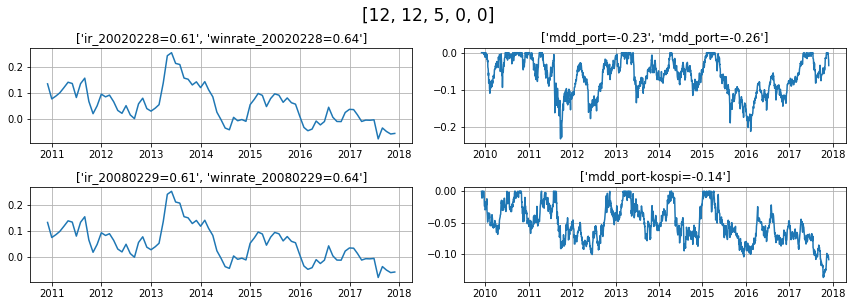 [12, 12, 5, 0, 0]
['ir_20020228=0.61', 'winrate_20020228=0.64']
0.2
0.1
0.0
2011 2012 2013 2014 2015 2016 2017 2018
['mdd_port=-0.23', 'mdd_port=-0.26']
0.0
−0.1
−0.2
2010 2011 2012 2013 2014 2015 2016 2017 2018
['ir_20080229=0.61', 'winrate_20080229=0.64']
0.2
0.1
0.0
2011 2012 2013 2014 2015 2016 2017 2018
['mdd_port-kospi=-0.14']
0.00
−0.05
−0.10
2010 2011 2012 2013 2014 2015 2016 2017 2018